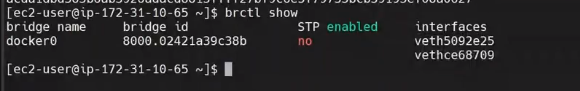 [ec2-user@ip-172-31-10-65 ~]$ brctl show
bridge name bridge id STP enabled interfaces
docker0 8000.02421a39c38b no veth5092e25
vethce68709
[ec2-user@ip-172-31-10-65 ~]$